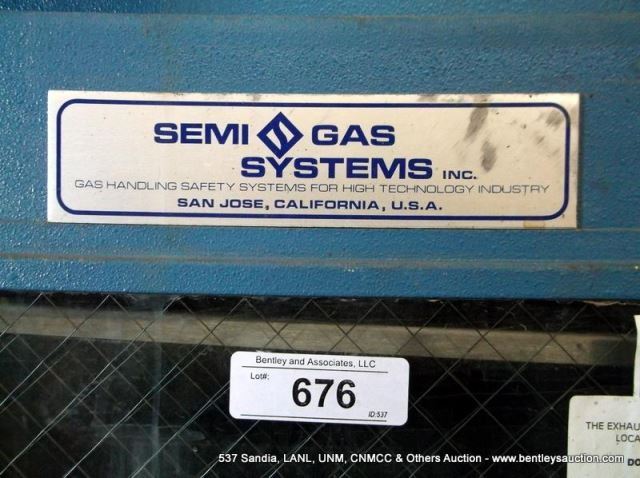 SEMI GAS
SYSTEMS INC.
GAS HANDLING SAFETY SYSTEMS FOR HIGH TECHNOLOGY INDUSTRY
SAN JOSE, CALIFORNIA, U.S.A.
Bentley and Associates, LLC
Lot#:
676
ID:537
THE EXHAU
LOCA
DO
537 Sandia, LANL, UNM, CNMCC & Others Auction - www.bentleysauction.com